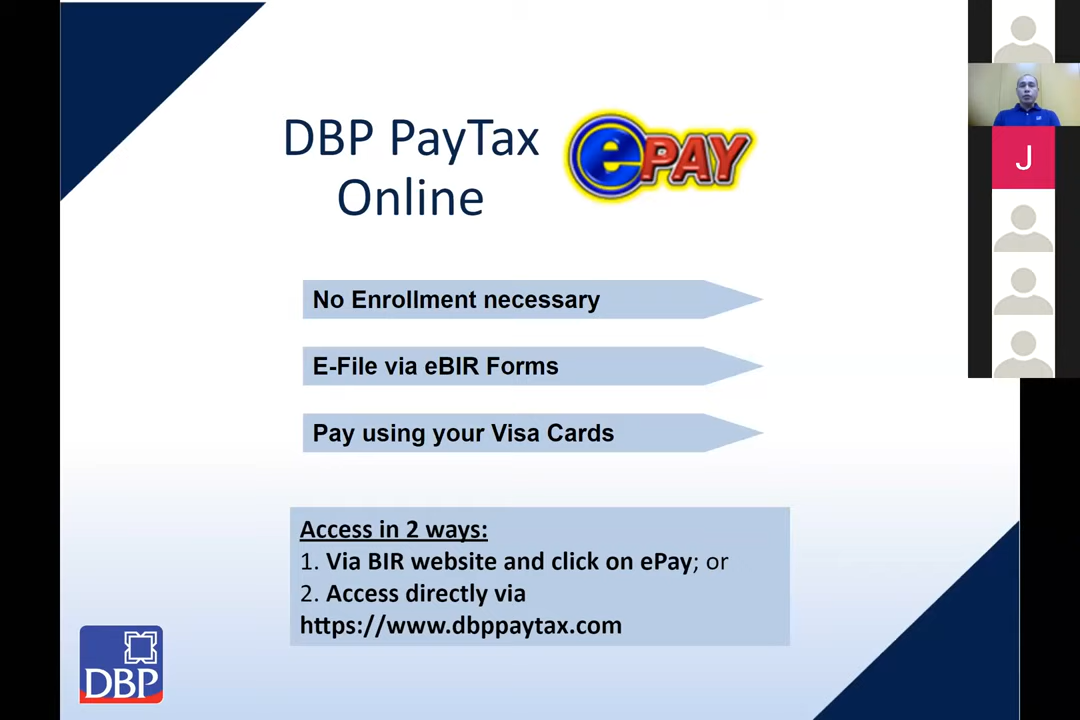 DBP PayTax
Online
ePAY
No Enrollment necessary
E-File via eBIR Forms
Pay using your Visa Cards
Access in 2 ways:
1. Via BIR website and click on ePay; or
2. Access directly via
https://www.dbppaytax.com
DBP
J